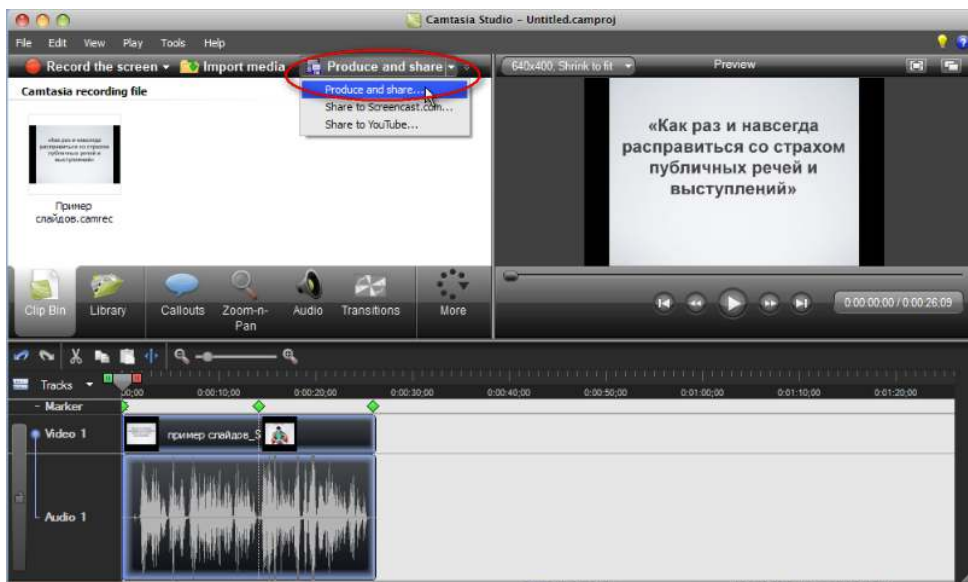 Camtasia Studio - Untitled.camproj
File Edit View Play Tools Help
Record the screen Import media Produce and share
Camtasia recording file
Produce and share...
Share to Screencast.com...
Share to YouTube...
Пример
слайдов.camrec
640x400, Shrink to fit
Preview
«Как раз и навсегда
расправиться со страхом
публичных речей и
выступлений»
Clip Bin Library Callouts Zoom-n-
Pan Audio Transitions More
0:00:00:00 / 0:00:26:09
Tracks
00;00 0:00:10;00 0:00:20;00 0:00:30;00 0:00:40;00 0:00:50;00 0:01:00;00 0:01:10;00 0:01:20;00
- Marker
Video 1 пример слайдов_S
Audio 1